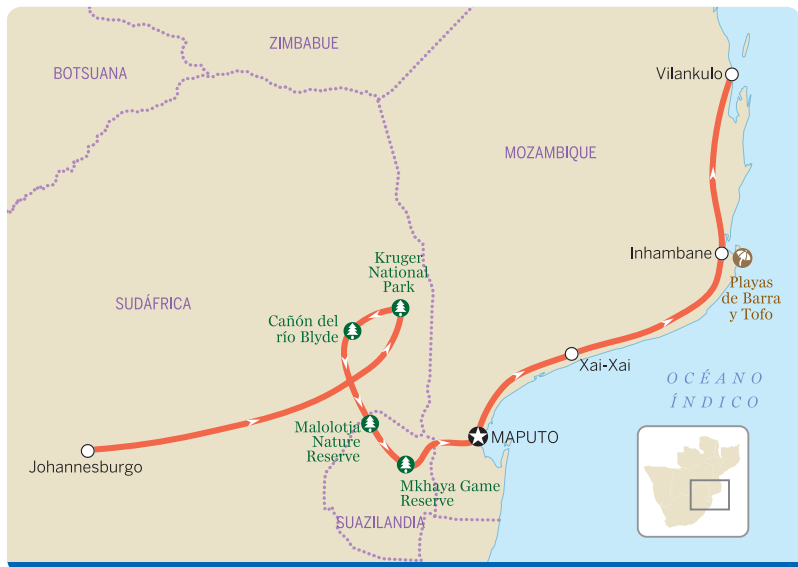 ZIMBABUE
BOTSUANA
Vilankulo
MOZAMBIQUE
Inhambane
Kruger
National
Park
Playas
de Barra
y Tofo
SUDÁFRICA
Cañón del
río Blyde
Xai-Xai
OCÉANO
ÍNDICO
Malolotja
Nature
Reserve
MAPUTO
Johannesburgo
Mkhaya Game
Reserve
SUAZILANDIA